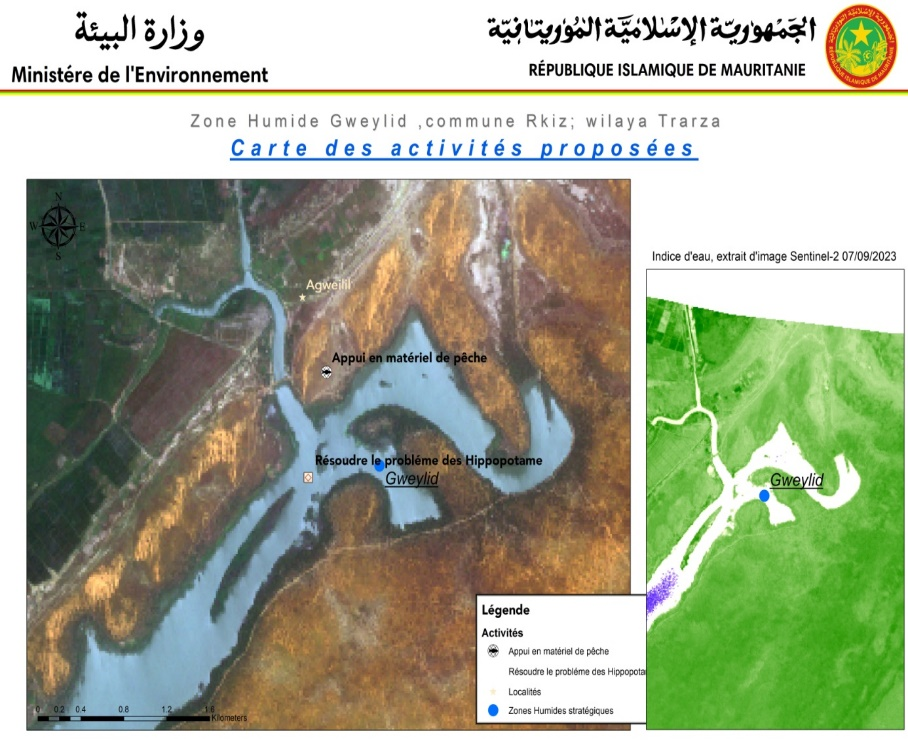 وزارة البيئة
Ministére de l'Environnement
الجمهورية الإسلامية الموريتانية
RÉPUBLIQUE ISLAMIQUE DE MAURITANIE
Zone Humide Gweylid ,commune Rkiz; wilaya Trarza
Carte des activités proposées
N
W E
S
Agweilil
Appui en matériel de pêche
Résoudre le probléme des Hippopotame
Gweylid
Légende
Activités
Appui en matériel de pêche
Résoudre le probléme des Hippopota
Localités
Zones Humides stratégiques
0 0.2 0.4 0.8 1.2 1.6
Kilometers
Indice d'eau, extrait d'image Sentinel-2 07/09/2023
Gweylid